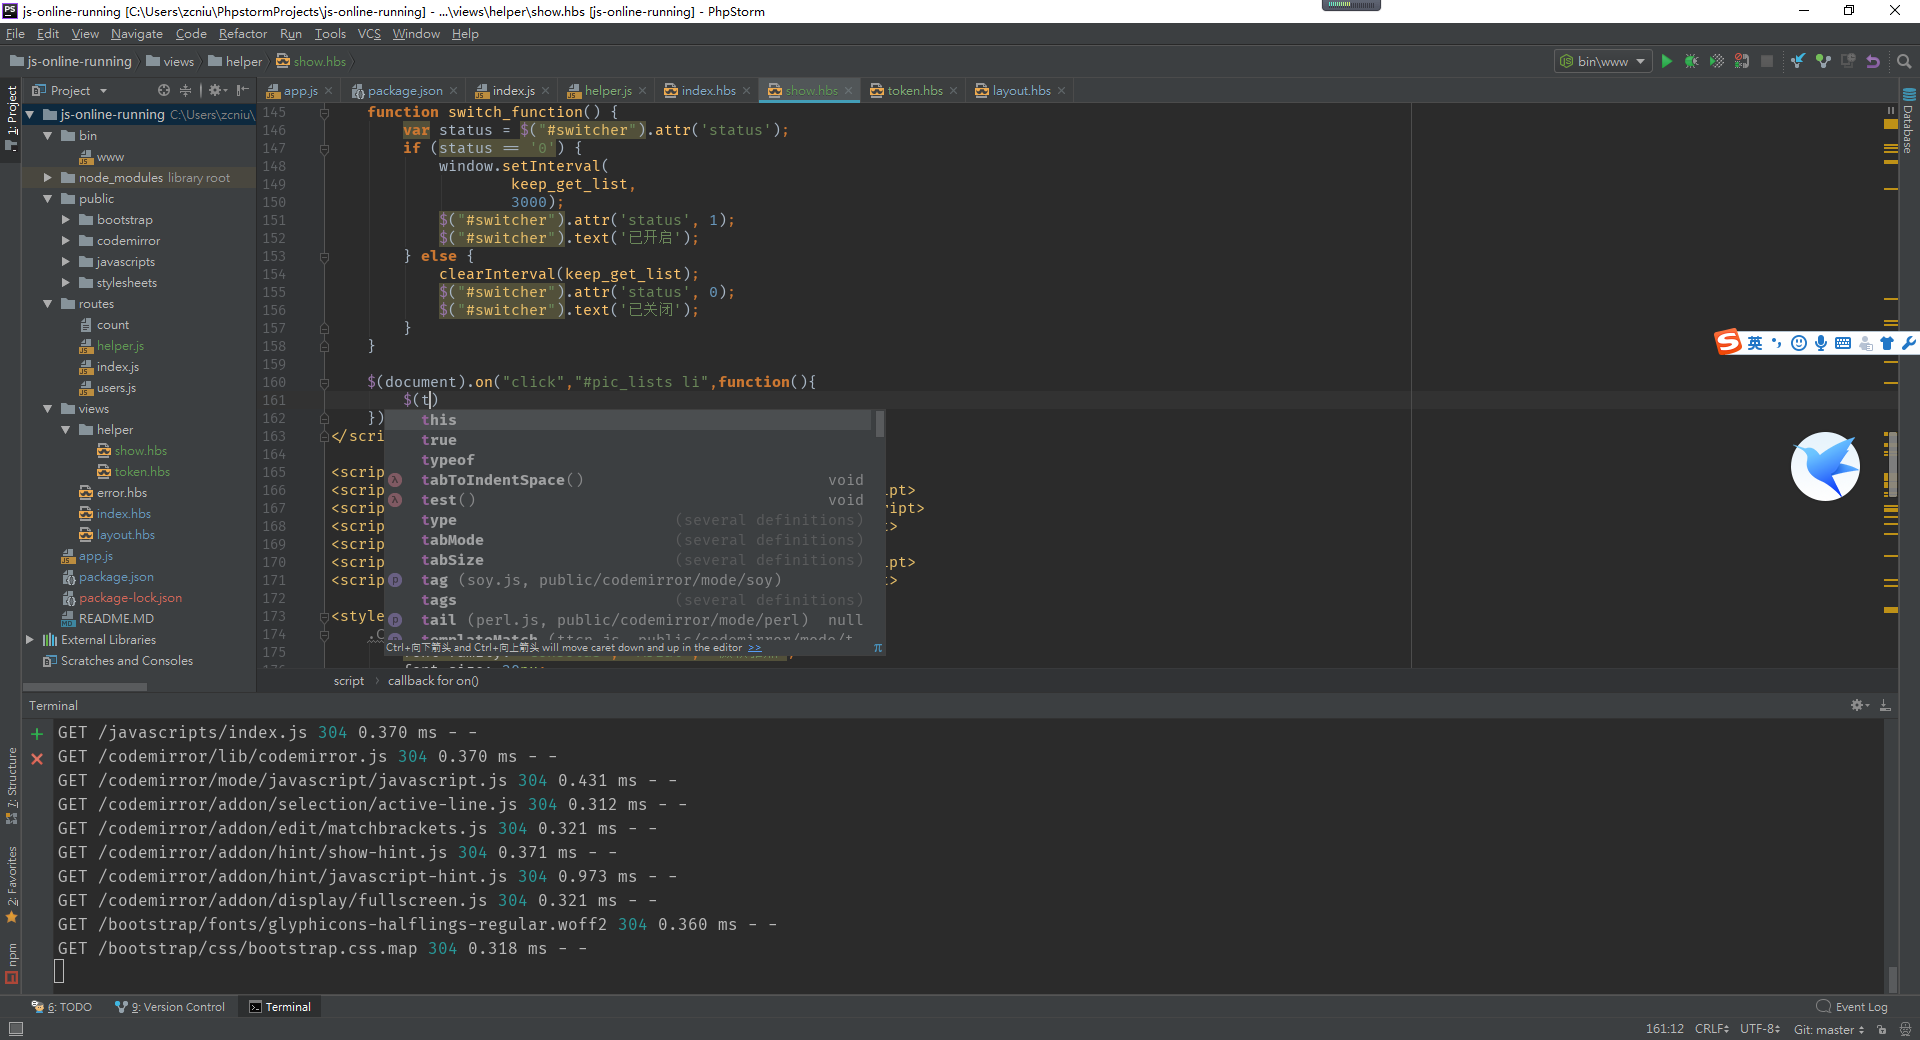 js-online-running [C:\Users\zcniu\PhpstormProjects\js-online-running] - ...\views\helper\show.hbs [js-online-running] - PhpStorm
File Edit View Navigate Code Refactor Run Tools VCS Window Help
js-online-running views helper show.hbs
bin\www
Project
app.js package.json index.js helper.js index.hbs show.hbs token.hbs layout.hbs
1: Project
Database
js-online-running C:\Users\zcniu\
bin
www
node_modules library root
public
bootstrap
codemirror
javascripts
stylesheets
routes
count
helper.js
index.js
users.js
views
helper
show.hbs
token.hbs
error.hbs
index.hbs
layout.hbs
app.js
package.json
package-lock.json
README.MD
External Libraries
Scratches and Consoles
145 function switch_function() {
146 var status = $("#switcher").attr('status');
147 if (status == '0') {
148 window.setInterval(
149 keep_get_list,
150 3000);
151 $("#switcher").attr('status', 1);
152 $("#switcher").text('已开启');
153 } else {
154 clearInterval(keep_get_list);
155 $("#switcher").attr('status', 0);
156 $("#switcher").text('已关闭');
157 }
158 }
159
160 $(document).on("click","#pic_lists li",function(){
161 $(t)
162 })
163 </scri
164
165 <scrip
166 <scrip pt>
167 <scrip ript>
168 <scrip >
169 <scrip
170 <scrip pt>
171 <scrip >
172
173 <style
174
175
this
true
typeof
tabToIndentSpace() void
test() void
type (several definitions)
tabMode (several definitions)
tabSize (several definitions)
tag (soy.js, public/codemirror/mode/soy)
tags (several definitions)
tail (perl.js, public/codemirror/mode/perl) null
templateMatch (ttcn.js, public/codemirror/mode/t
Ctrl+向下箭头 and Ctrl+向上箭头 will move caret down and up in the editor >>
π
英
script callback for on()
Terminal
GET /javascripts/index.js 304 0.370 ms - -
GET /codemirror/lib/codemirror.js 304 0.370 ms - -
GET /codemirror/mode/javascript/javascript.js 304 0.431 ms - -
GET /codemirror/addon/selection/active-line.js 304 0.312 ms - -
GET /codemirror/addon/edit/matchbrackets.js 304 0.321 ms - -
GET /codemirror/addon/hint/show-hint.js 304 0.371 ms - -
GET /codemirror/addon/hint/javascript-hint.js 304 0.973 ms - -
GET /codemirror/addon/display/fullscreen.js 304 0.321 ms - -
GET /bootstrap/fonts/glyphicons-halflings-regular.woff2 304 0.360 ms - -
GET /bootstrap/css/bootstrap.css.map 304 0.318 ms - -
7: Structure
2: Favorites
npm
6: TODO 9: Version Control Terminal Event Log
161:12 CRLF UTF-8 Git: master